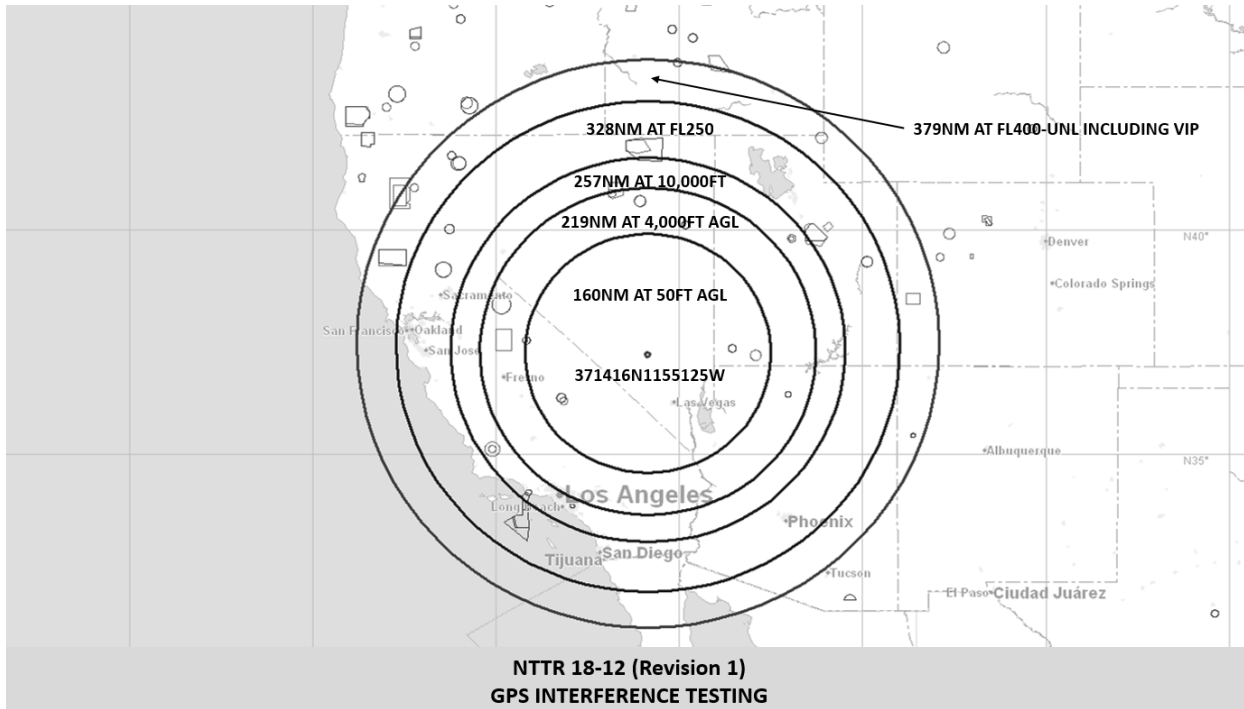 328NM AT FL250
379NM AT FL400-UNL INCLUDING VIP
257NM AT 10,000FT
219NM AT 4,000FT AGL
N40°
Denver
160NM AT 50FT AGL
Colorado Springs
Sacramento
San Francisco
Oakland
San Jose
371416N1155125W
Fresno
Las Vegas
Albuquerque
N35°
Los Angeles
Long Beach
Phoenix
San Diego
Tijuana
Tucson
El Paso
Ciudad Juárez
NTTR 18-12 (Revision 1)
GPS INTERFERENCE TESTING